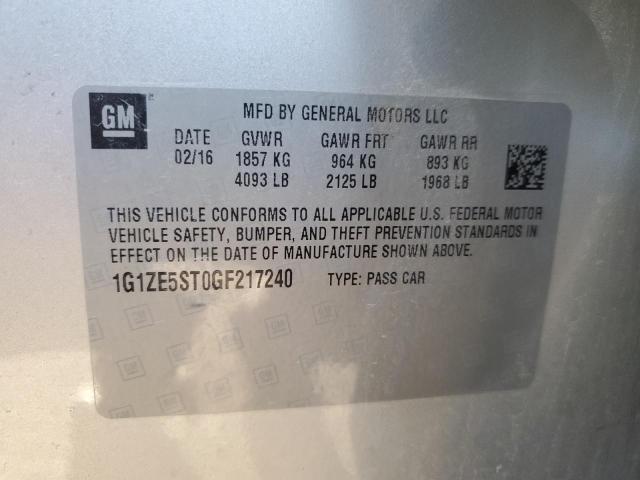 GM
MFD BY GENERAL MOTORS LLC
DATE GVWR GAWR FRT GAWR RR
02/16 1857 KG 964 KG 893 KG
4093 LB 2125 LB 1968 LB
THIS VEHICLE CONFORMS TO ALL APPLICABLE U.S. FEDERAL MOTOR
VEHICLE SAFETY, BUMPER, AND THEFT PREVENTION STANDARDS IN
EFFECT ON THE DATE OF MANUFACTURE SHOWN ABOVE.
1G1ZE5ST0GF217240 TYPE: PASS CAR